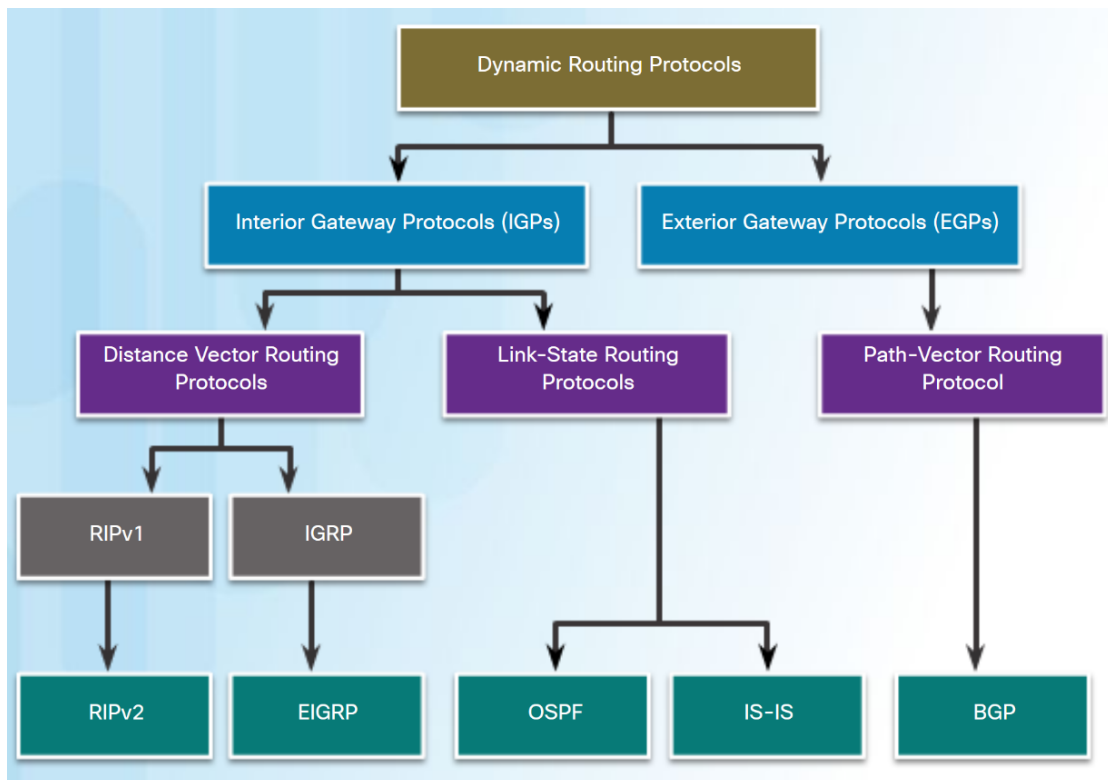 Dynamic Routing Protocols
Interior Gateway Protocols (IGPs)
Exterior Gateway Protocols (EGPs)
Distance Vector Routing
Protocols
Link-State Routing
Protocols
Path-Vector Routing
Protocol
RIPv1
IGRP
RIPv2
EIGRP
OSPF
IS-IS
BGP